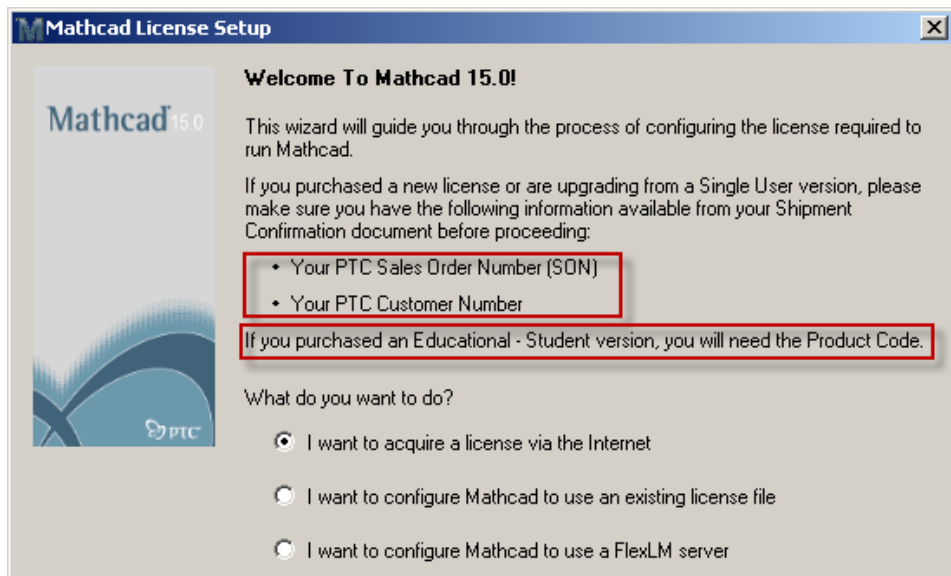 Mathcad License Setup
Mathcad 15.0
Welcome To Mathcad 15.0!
This wizard will guide you through the process of configuring the license required to
run Mathcad.
If you purchased a new license or are upgrading from a Single User version, please
make sure you have the following information available from your Shipment
Confirmation document before proceeding:
• Your PTC Sales Order Number (SON)
• Your PTC Customer Number
If you purchased an Educational - Student version, you will need the Product Code.
What do you want to do?
I want to acquire a license via the Internet
I want to configure Mathcad to use an existing license file
I want to configure Mathcad to use a FlexLM server
PTC